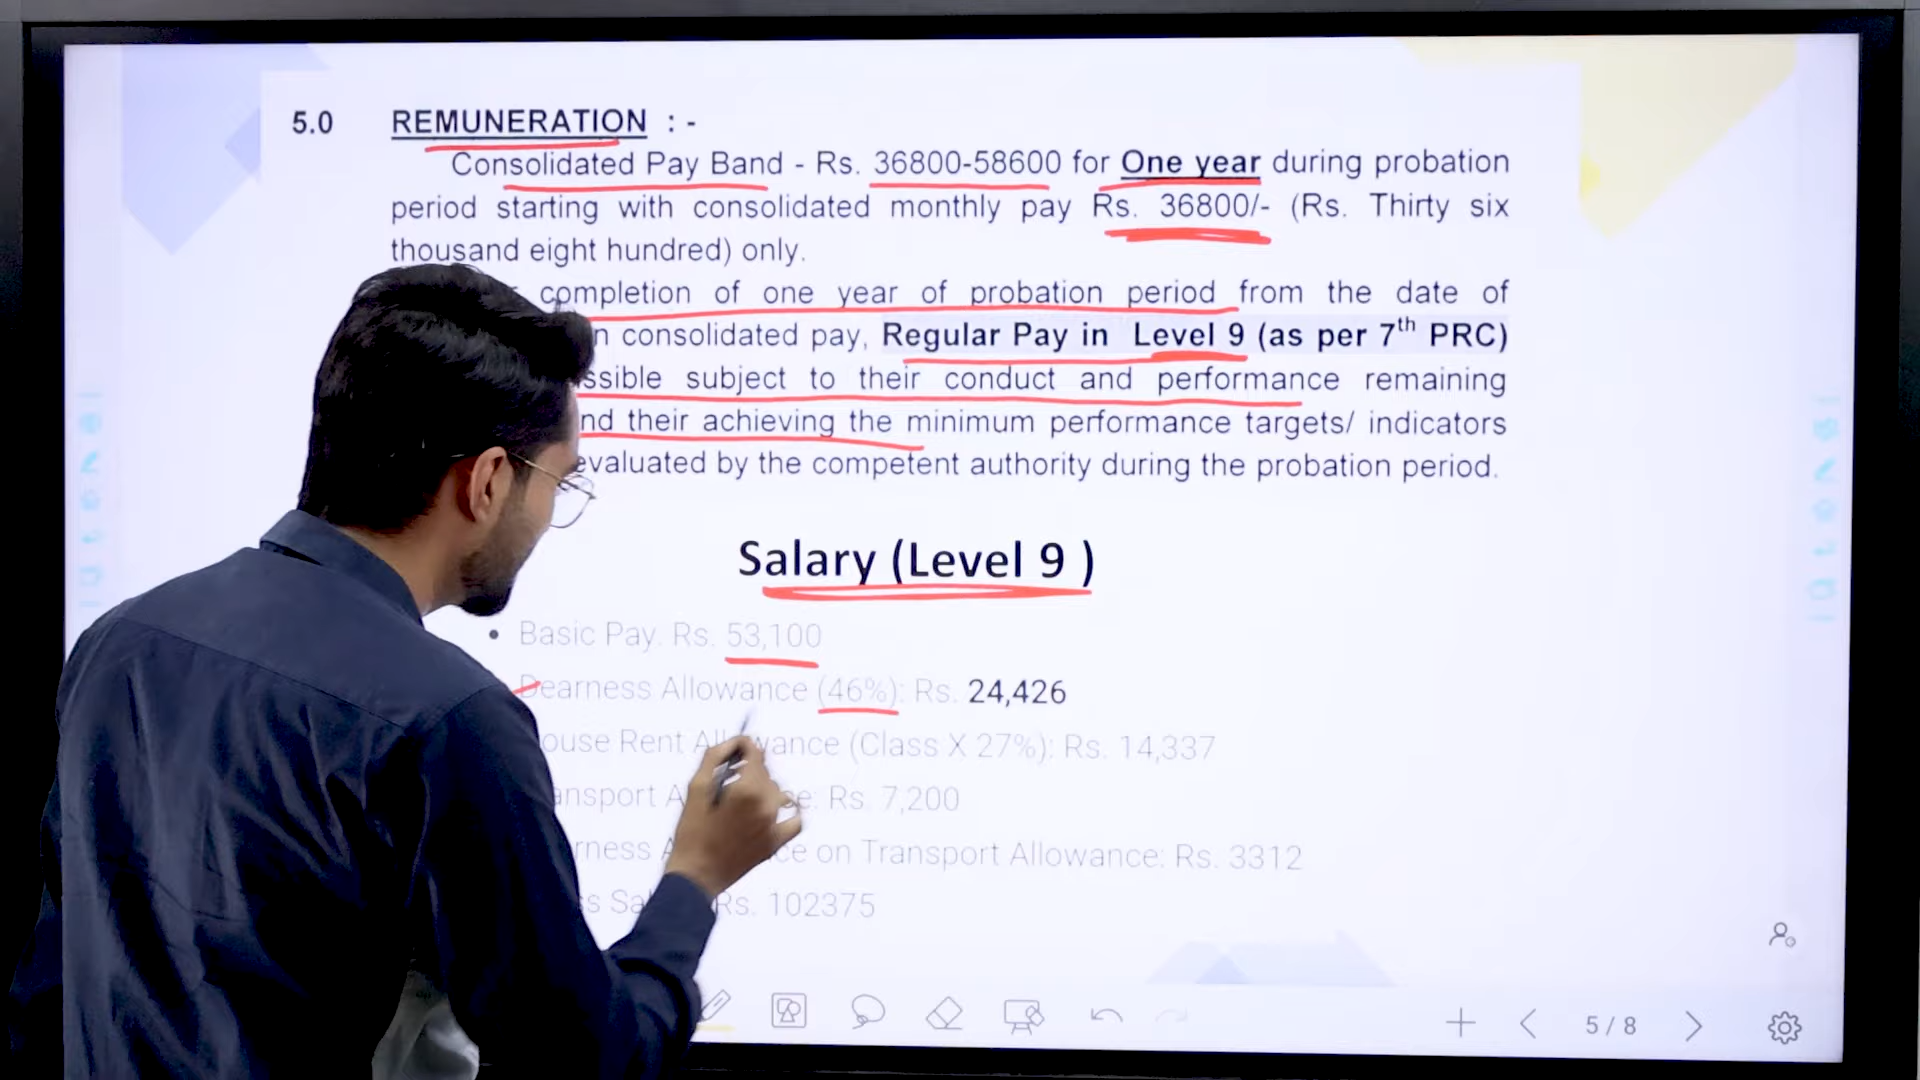 5.0 REMUNERATION : -
Consolidated Pay Band - Rs. 36800-58600 for One year during probation
period starting with consolidated monthly pay Rs. 36800/- (Rs. Thirty six
thousand eight hundred) only.
completion of one year of probation period from the date of
consolidated pay, Regular Pay in Level 9 (as per 7th PRC)
subject to their conduct and performance remaining
their achieving the minimum performance targets/ indicators
evaluated by the competent authority during the probation period.
Salary (Level 9 )
• Basic Pay. Rs. 53,100
Dearness Allowance (46%): Rs. 24,426
Rent Allowance (Class X 27%): Rs. 14,337
Rs. 7,200
on Transport Allowance: Rs. 3312
Rs. 102375
5 / 8